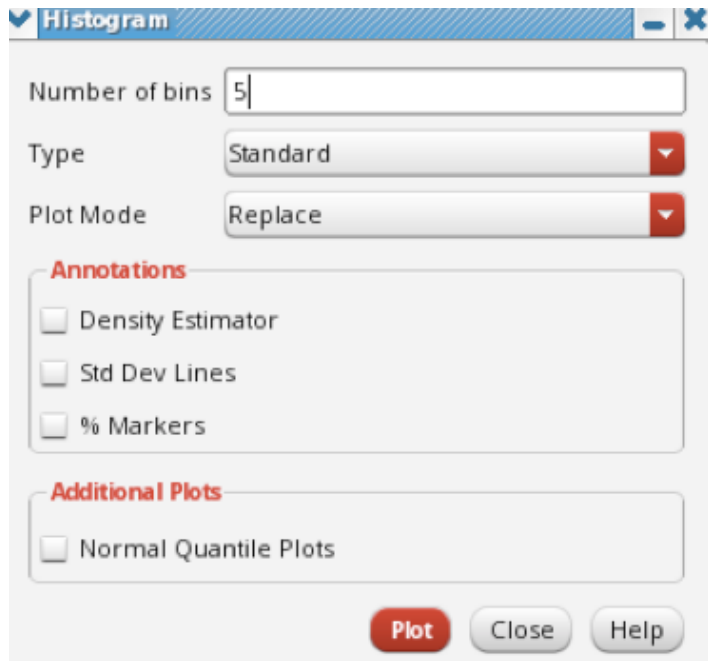 Histogram
Number of bins 5
Type Standard
Plot Mode Replace
Annotations
Density Estimator
Std Dev Lines
% Markers
Additional Plots
Normal Quantile Plots
Plot Close Help